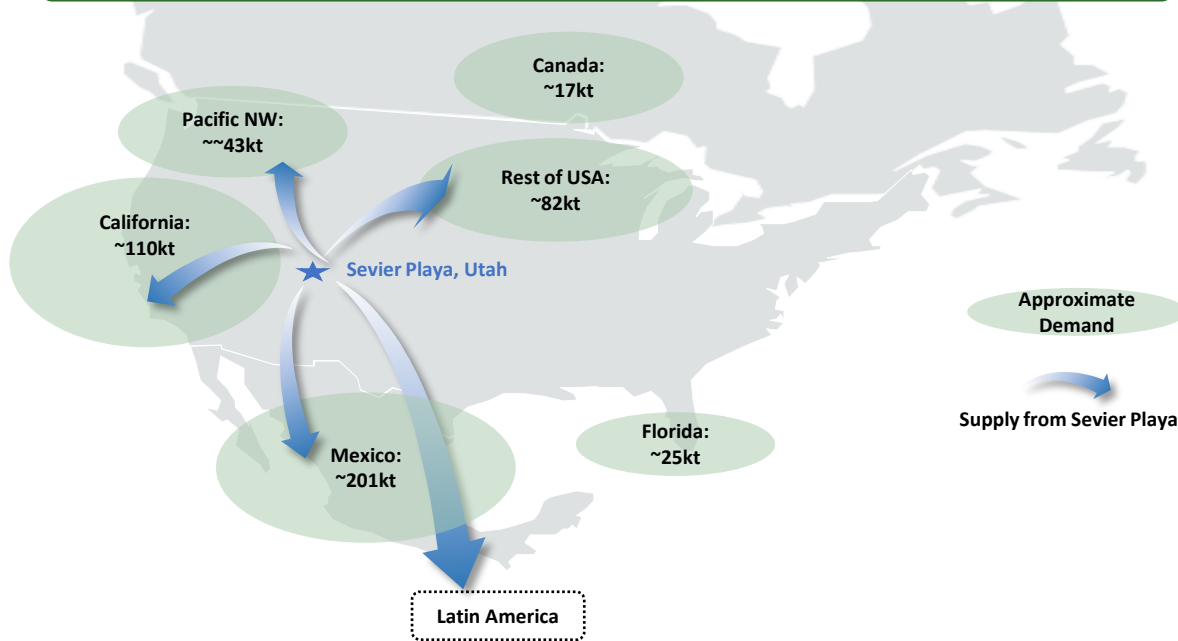 Canada:
~17kt
Pacific NW:
~~43kt
Rest of USA:
~82kt
California:
~110kt
Sevier Playa, Utah
Approximate
Demand
Supply from Sevier Playa
Florida:
~25kt
Mexico:
~201kt
Latin America